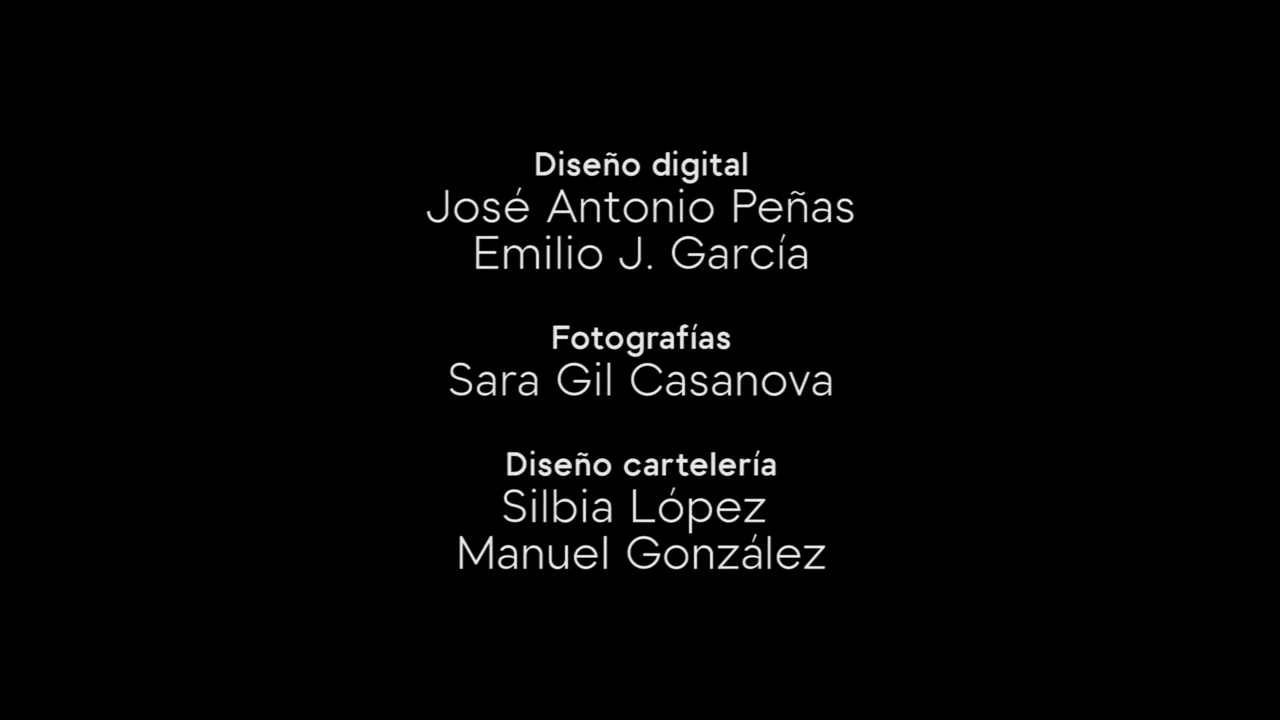 Diseño digital
José Antonio Peñas
Emilio J. García
Fotografías
Sara Gil Casanova
Diseño cartelería
Silbia López
Manuel González